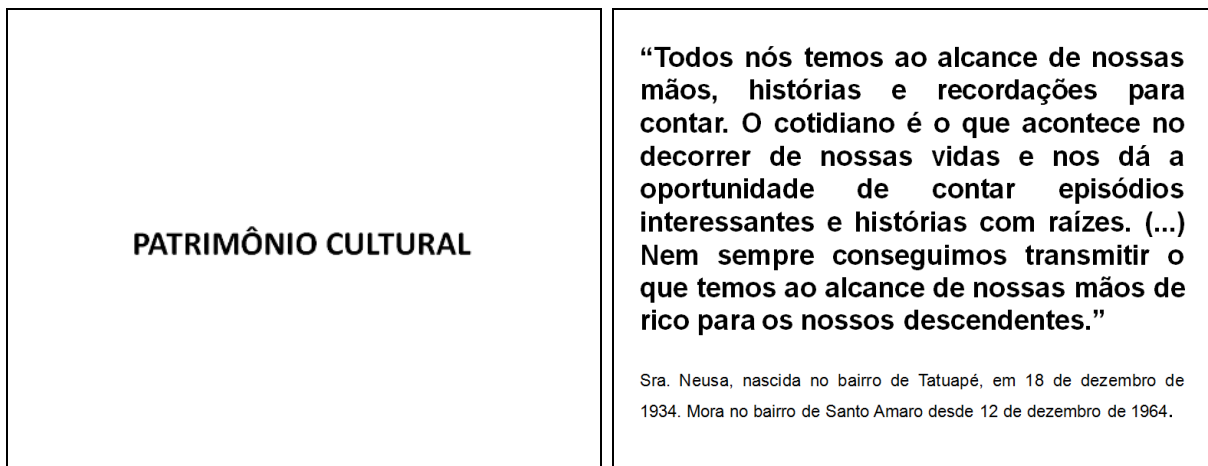 PATRIMÔNIO CULTURAL
“Todos nós temos ao alcance de nossas
mãos, histórias e recordações para
contar. O cotidiano é o que acontece no
decorrer de nossas vidas e nos dá a
oportunidade de contar episódios
interessantes e histórias com raízes. (...)
Nem sempre conseguimos transmitir o
que temos ao alcance de nossas mãos de
rico para os nossos descendentes.”
Sra. Neusa, nascida no bairro de Tatuapé, em 18 de dezembro de
1934. Mora no bairro de Santo Amaro desde 12 de dezembro de 1964.